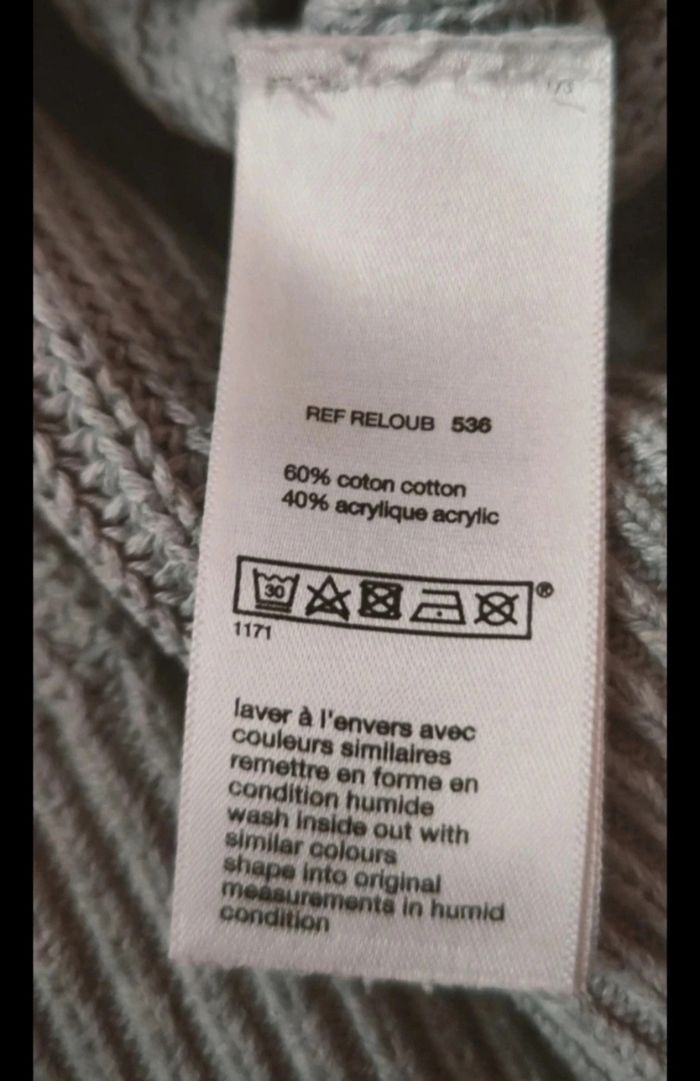 REF RELOUB 536
60% coton cotton
40% acrylique acrylic
30
®
1171
laver à l'envers avec
couleurs similaires
remettre en forme en
condition humide
wash inside out with
similar colours
shape into original
measurements in humid
condition